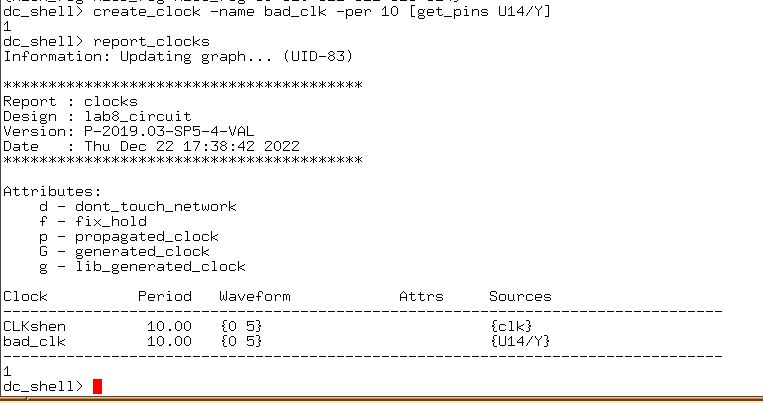 dc_shell> create_clock -name bad_clk -per 10 [get_pins U14/Y]
1
dc_shell> report_clocks
Information: Updating graph... (UID-83)
****************************************
Report : clocks
Design : lab8_circuit
Version: P-2019.03-SP5-4-VAL
Date   : Thu Dec 22 17:38:42 2022
****************************************
Attributes:
    d - dont_touch_network
    f - fix_hold
    p - propagated_clock
    G - generated_clock
    g - lib_generated_clock
Clock          Period   Waveform            Attrs     Sources
--------------------------------------------------------------------------------
CLKshen         10.00   {0 5}                         {clk}
bad_clk         10.00   {0 5}                         {U14/Y}
--------------------------------------------------------------------------------
1
dc_shell>